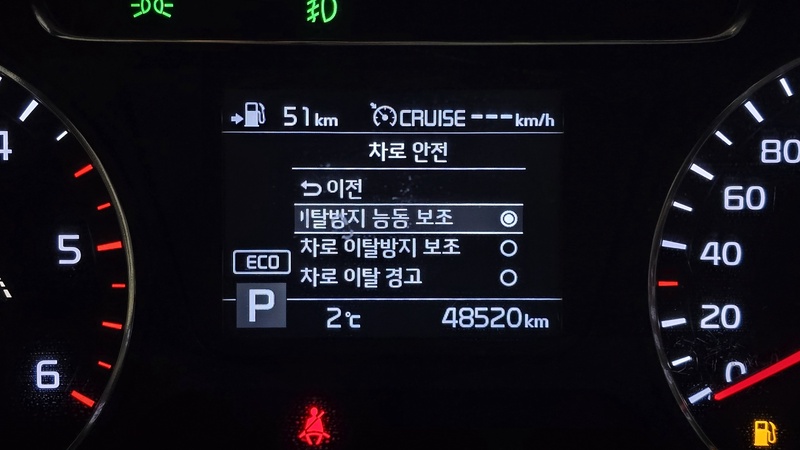 51km CRUISE ---km/h
차로 안전
이전
이탈방지 능동 보조
차로 이탈방지 보조
차로 이탈 경고
ECO
P
2℃ 48520km
4
5
6
80
60
40
20
0